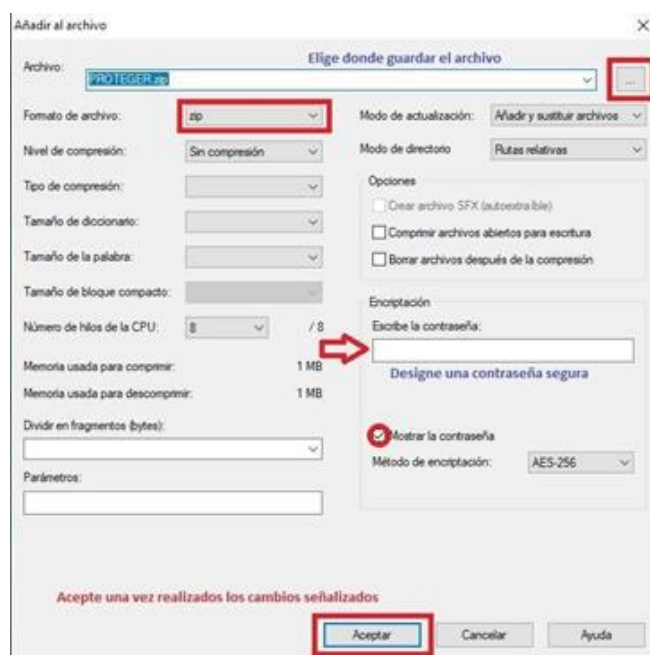 Añadir al archivo
Elige donde guardar el archivo
Archivo:
PROTEGER.zip
...
Formato de archivo: zip
Modo de actualización: Añadir y sustituir archivos
Nivel de compresión: Sin compresión
Modo de directorio Rutas relativas
Tipo de compresión:
Opciones
Crear archivo SFX (autoextraíble)
Tamaño de diccionario:
Comprimir archivos abiertos para escritura
Tamaño de la palabra:
Borrar archivos después de la compresión
Tamaño de bloque compacto:
Encriptación
Número de hilos de la CPU: 8 / 8
Escribe la contraseña:
Memoria usada para comprimir: 1 MB
Designe una contraseña segura
Memoria usada para descomprimir: 1 MB
Dividir en fragmentos (bytes):
Mostrar la contraseña
Método de encriptación: AES-256
Parámetros:
Acepte una vez realizados los cambios señalizados
Aceptar Cancelar Ayuda